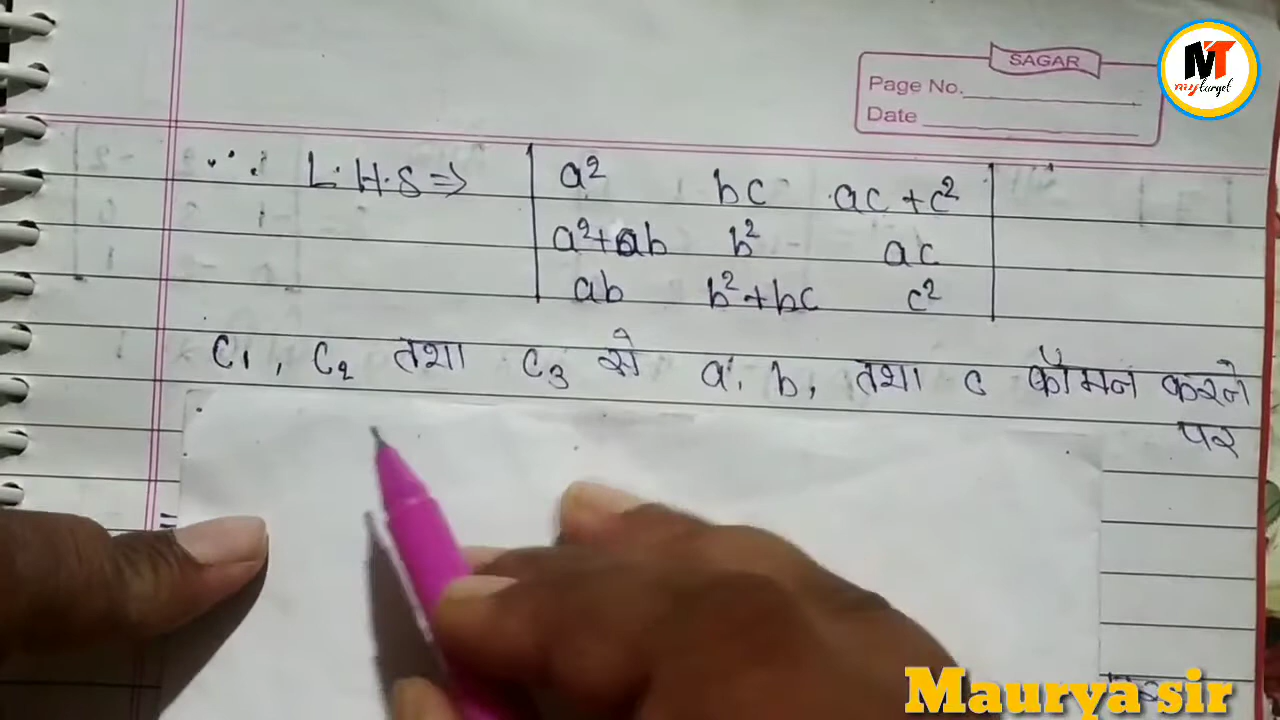 SAGAR
MT
my target
Page No.
Date
∵ L.H.S ⇒ | a² bc ac + c² |
| a²+ab b² ac |
| ab b²+bc c² |
C₁, C₂ तथा C₃ से a, b, तथा c कॉमन करने
पर
=
Maurya sir